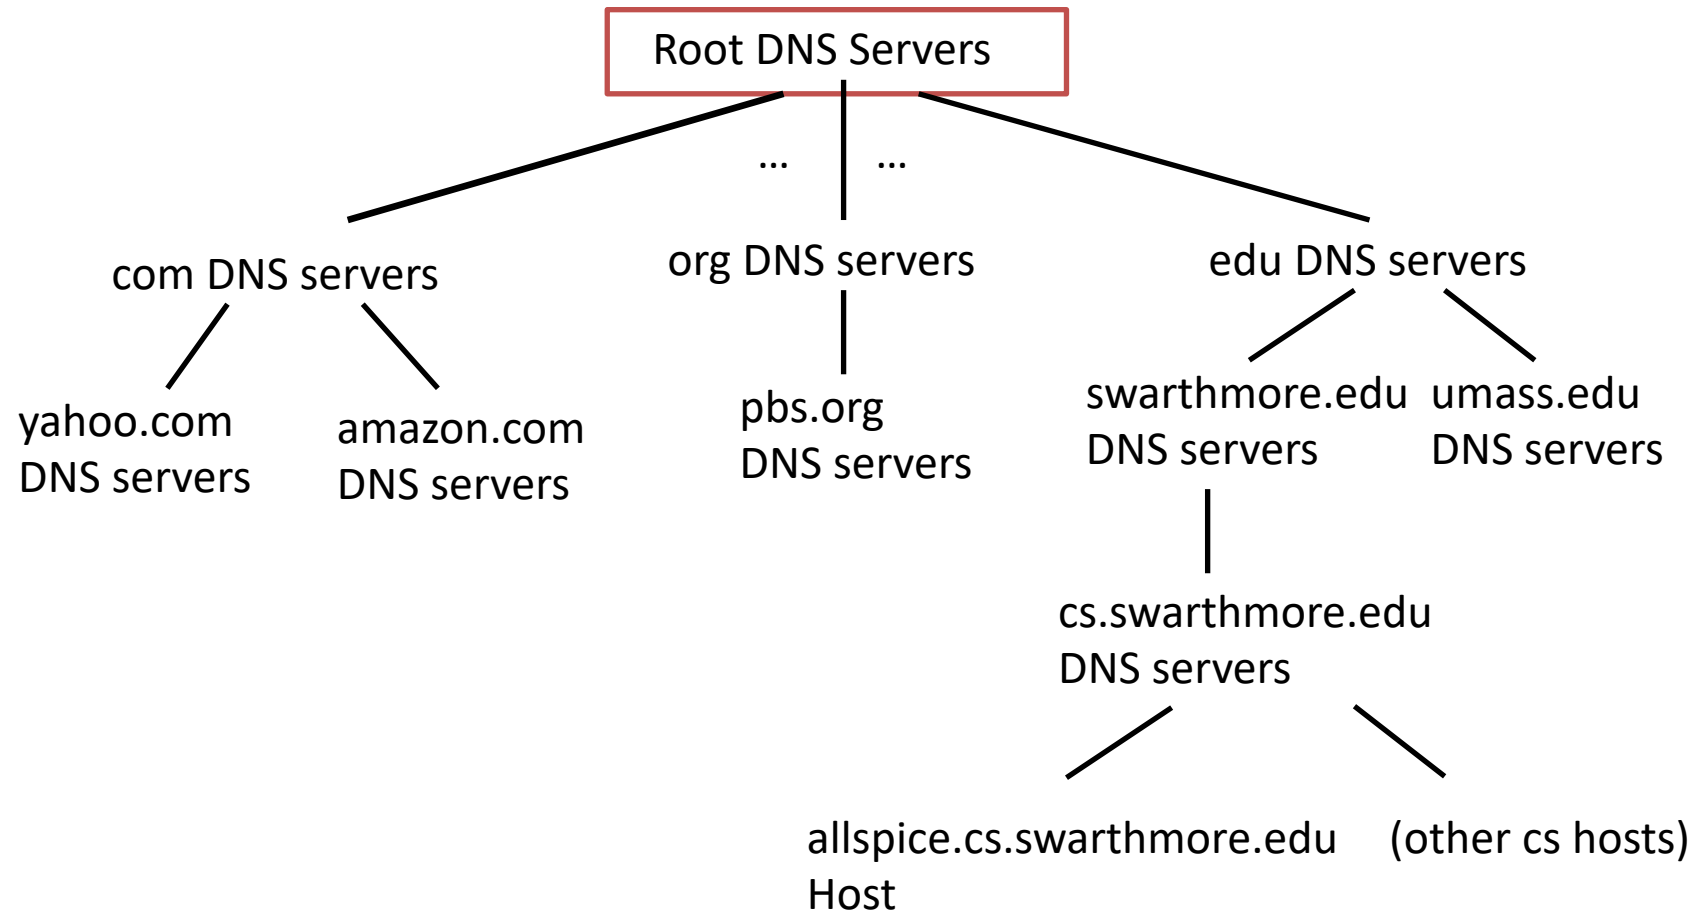 Root DNS Servers
… …
com DNS servers
org DNS servers
edu DNS servers
yahoo.com
DNS servers
amazon.com
DNS servers
pbs.org
DNS servers
swarthmore.edu
DNS servers
umass.edu
DNS servers
cs.swarthmore.edu
DNS servers
allspice.cs.swarthmore.edu
Host
(other cs hosts)